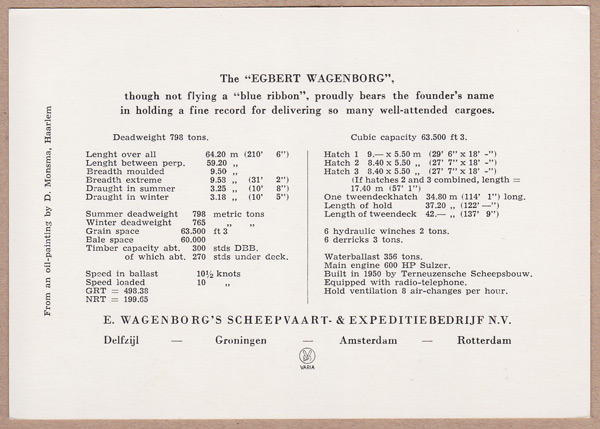 The "EGBERT WAGENBORG",
though not flying a "blue ribbon", proudly bears the founder's name
in holding a fine record for delivering so many well-attended cargoes.
From an oil-painting by D. Monsma, Haarlem
Deadweight 798 tons.
Lenght over all 64.20 m (210' 6")
Lenght between perp. 59.20 „
Breadth moulded 9.50 „
Breadth extreme 9.53 „ (31' 2")
Draught in summer 3.25 „ (10' 8")
Draught in winter 3.18 „ (10' 5")
Summer deadweight 798 metric tons
Winter deadweight 765 „ „
Grain space 63.500 ft 3
Bale space 60.000
Timber capacity abt. 300 stds DBB.
of which abt. 270 stds under deck.
Speed in ballast 10½ knots
Speed loaded 10 „
GRT = 498.38
NRT = 199.65
Cubic capacity 63.500 ft 3.
Hatch 1 9.— x 5.50 m (29' 6" x 18' -")
Hatch 2 8.40 x 5.50 „ (27' 7" x 18' -")
Hatch 3 8.40 x 5.50 „ (27' 7" x 18' -")
(If hatches 2 and 3 combined, length =
17.40 m (57' 1")
One tweendeckhatch 34.80 m (114' 1") long.
Length of hold 37.20 „ (122' —")
Length of tweendeck 42.— „ (137' 9")
6 hydraulic winches 2 tons.
6 derricks 3 tons.
Waterballast 356 tons.
Main engine 600 HP Sulzer.
Built in 1950 by Terneuzensche Scheepsbouw.
Equipped with radio-telephone.
Hold ventilation 8 air-changes per hour.
E. WAGENBORG'S SCHEEPVAART- & EXPEDITIEBEDRIJF N.V.
Delfzijl — Groningen — Amsterdam — Rotterdam
VARIA